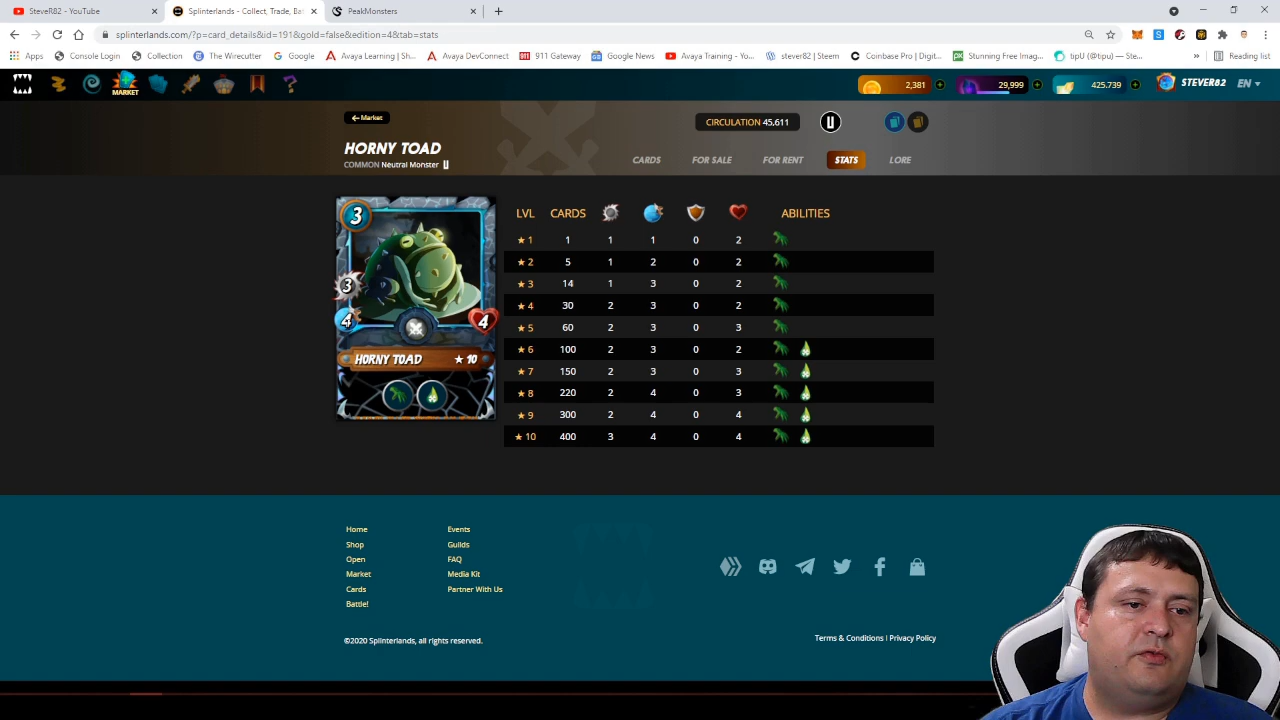 SteveR82 - YouTube
Splinterlands - Collect, Trade, Ba
PeakMonsters
splinterlands.com/?p=card_details&id=191&gold=false&edition=4&tab=stats
Apps Console Login Collection The Wirecutter Google Avaya Learning | Sh... Avaya DevConnect 911 Gateway Google News Avaya Training - You... stever82 | Steem Coinbase Pro | Digit... Stunning Free Imag... tipU (@tipu) — Ste... » Reading list
MARKET
2,381 29,999 425.739 STEVER82 EN
Market
CIRCULATION 45,611
HORNY TOAD
COMMON Neutral Monster
CARDS FOR SALE FOR RENT STATS LORE
3
3
4
4
HORNY TOAD ★ 10
LVL CARDS ABILITIES
★ 1 1 1 1 0 2
★ 2 5 1 2 0 2
★ 3 14 1 3 0 2
★ 4 30 2 3 0 2
★ 5 60 2 3 0 3
★ 6 100 2 3 0 2
★ 7 150 2 3 0 3
★ 8 220 2 4 0 3
★ 9 300 2 4 0 4
★ 10 400 3 4 0 4
Home
Shop
Open
Market
Cards
Battle!
Events
Guilds
FAQ
Media Kit
Partner With Us
©2020 Splinterlands, all rights reserved.
Terms & Conditions | Privacy Policy